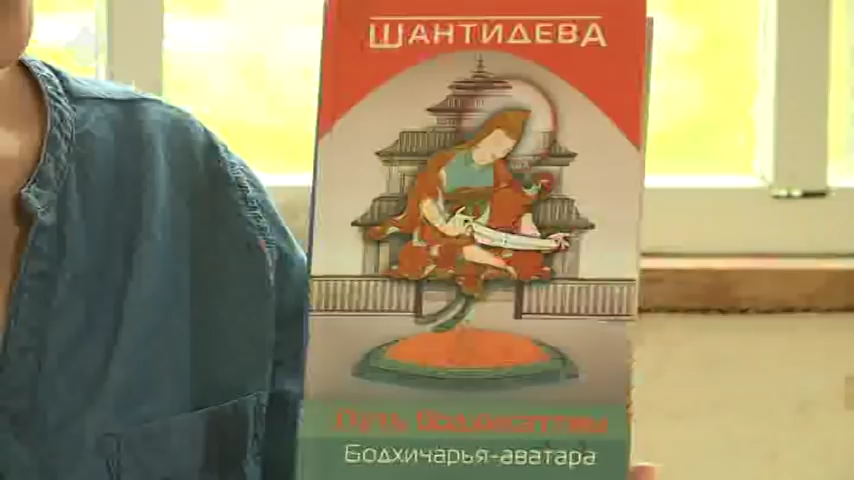 ШАНТИДЕВА
Путь Бодхисаттвы
Бодхичарья-аватара